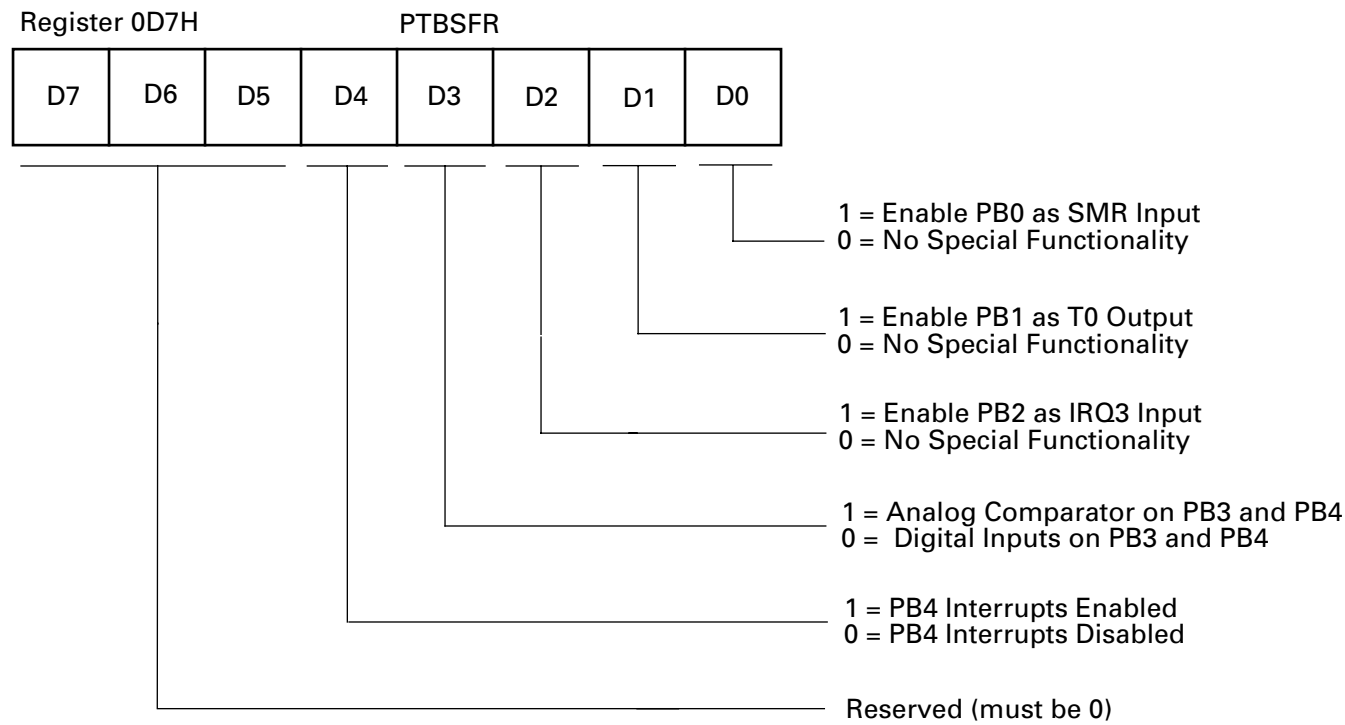 Register 0D7H PTBSFR
D7 D6 D5 D4 D3 D2 D1 D0
1 = Enable PB0 as SMR Input
0 = No Special Functionality
1 = Enable PB1 as T0 Output
0 = No Special Functionality
1 = Enable PB2 as IRQ3 Input
0 = No Special Functionality
1 = Analog Comparator on PB3 and PB4
0 = Digital Inputs on PB3 and PB4
1 = PB4 Interrupts Enabled
0 = PB4 Interrupts Disabled
Reserved (must be 0)